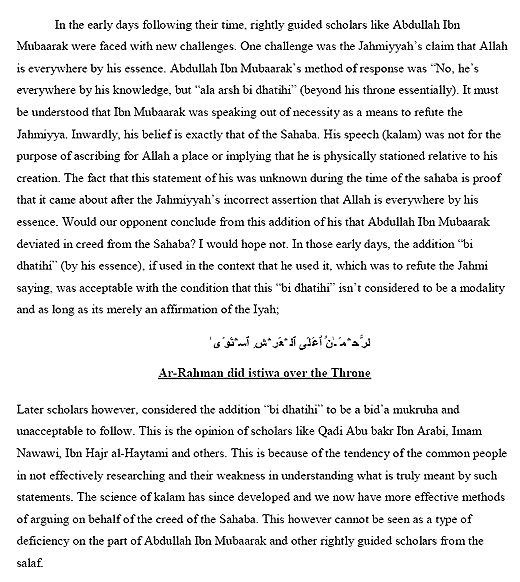 In the early days following their time, rightly guided scholars like Abdullah Ibn
Mubaarak were faced with new challenges. One challenge was the Jahmiyyah's claim that Allah
is everywhere by his essence. Abdullah Ibn Mubaarak's method of response was "No, he's
everywhere by his knowledge, but "ala arsh bi dhatihi" (beyond his throne essentially). It must
be understood that Ibn Mubaarak was speaking out of necessity as a means to refute the
Jahmiyya. Inwardly, his belief is exactly that of the Sahaba. His speech (kalam) was not for the
purpose of ascribing for Allah a place or implying that he is physically stationed relative to his
creation. The fact that this statement of his was unknown during the time of the sahaba is proof
that it came about after the Jahmiyyah's incorrect assertion that Allah is everywhere by his
essence. Would our opponent conclude from this addition of his that Abdullah Ibn Mubaarak
deviated in creed from the Sahaba? I would hope not. In those early days, the addition "bi
dhatihi" (by his essence), if used in the context that he used it, which was to refute the Jahmi
saying, was acceptable with the condition that this "bi dhatihi" isn't considered to be a modality
and as long as its merely an affirmation of the Iyah;
لرَّحۡمَـٰنُ ٱعَلَى ٱلۡعَرۡشِ ٱسۡتَوَىٰ
Ar-Rahman did istiwa over the Throne
Later scholars however, considered the addition "bi dhatihi" to be a bid'a mukruha and
unacceptable to follow. This is the opinion of scholars like Qadi Abu bakr Ibn Arabi, Imam
Nawawi, Ibn Hajr al-Haytami and others. This is because of the tendency of the common people
in not effectively researching and their weakness in understanding what is truly meant by such
statements. The science of kalam has since developed and we now have more effective methods
of arguing on behalf of the creed of the Sahaba. This however cannot be seen as a type of
deficiency on the part of Abdullah Ibn Mubaarak and other rightly guided scholars from the
salaf.